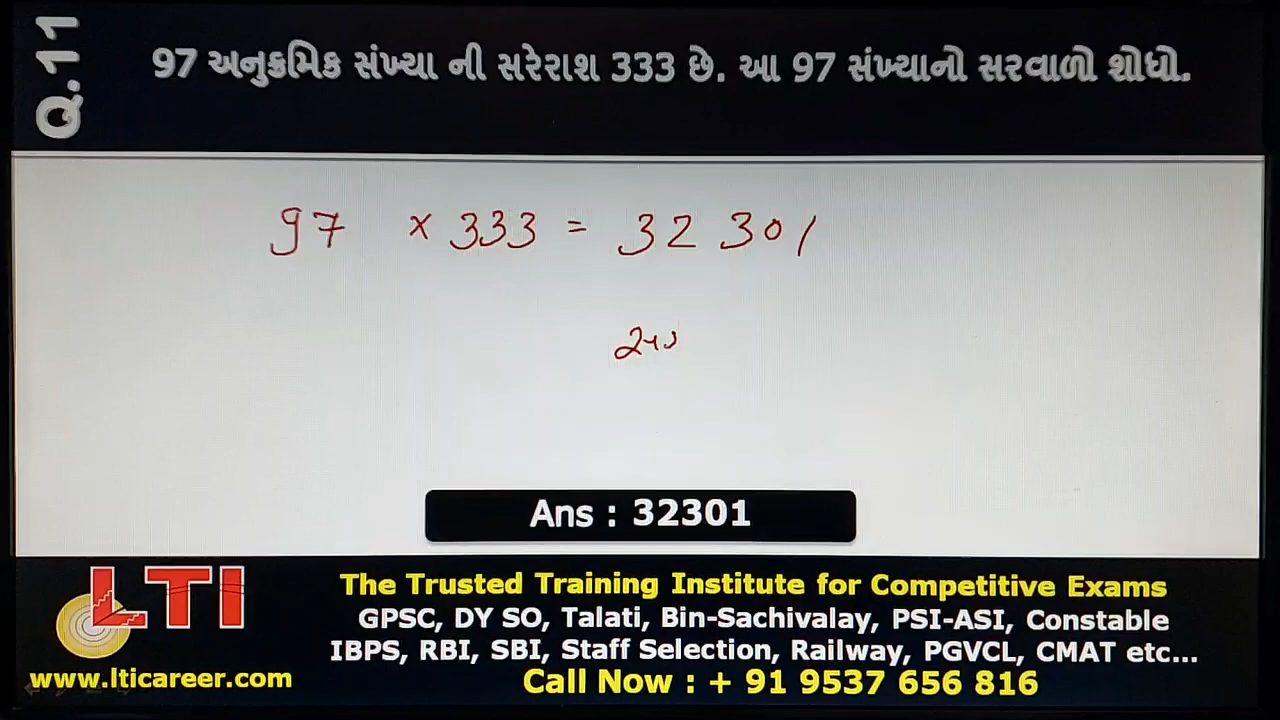 Q.11
97 અનુક્રમિક સંખ્યા ની સરેરાશ 333 છે. આ 97 સંખ્યાનો સરવાળો શોધો.
97 × 333 = 32301
Ans : 32301
LTI
www.lticareer.com
The Trusted Training Institute for Competitive Exams
GPSC, DY SO, Talati, Bin-Sachivalay, PSI-ASI, Constable
IBPS, RBI, SBI, Staff Selection, Railway, PGVCL, CMAT etc...
Call Now : + 91 9537 656 816